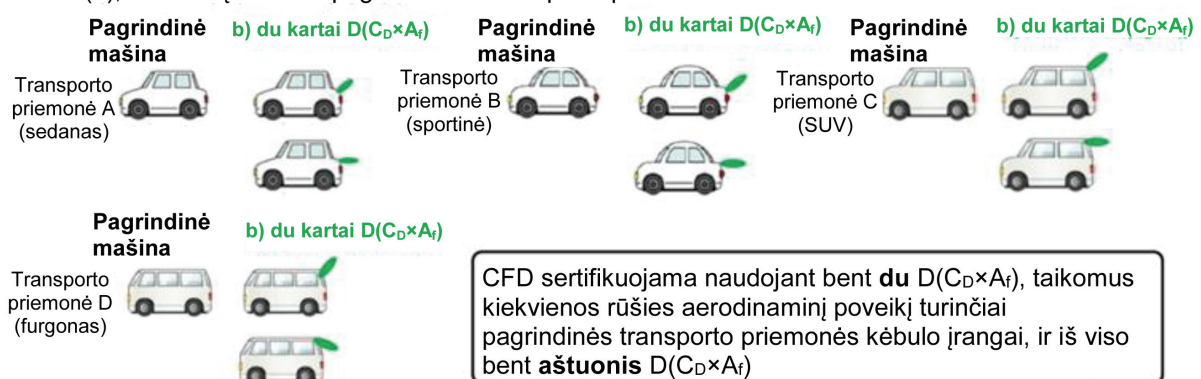 Pagrindinė
mašina
b) du kartai D(CD×Af)
Transporto
priemonė A
(sedanas)
Pagrindinė
mašina
b) du kartai D(CD×Af)
Transporto
priemonė B
(sportinė)
Pagrindinė
mašina
b) du kartai D(CD×Af)
Transporto
priemonė C
(SUV)
Pagrindinė
mašina
b) du kartai D(CD×Af)
Transporto
priemonė D
(furgonas)
CFD sertifikuojama naudojant bent du D(CD×Af), taikomus
kiekvienos rūšies aerodinaminį poveikį turinčiai
pagrindinės transporto priemonės kėbulo įrangai, ir iš viso
bent aštuonis D(CD×Af)